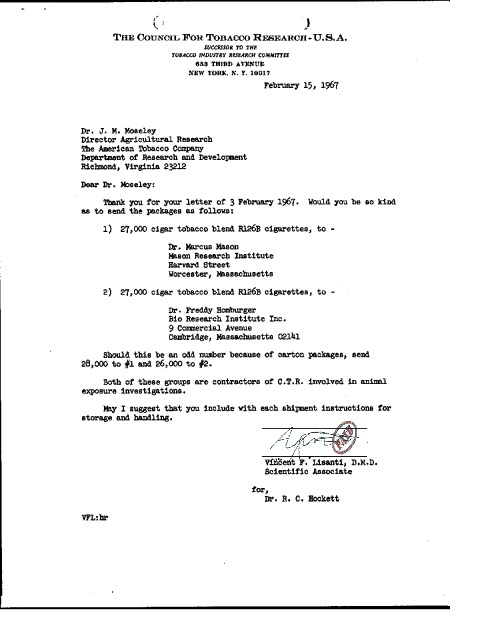 THE COUNCIL FOR TOBACCO RESEARCH-U.S.A.
SUCCESSOR TO THE
TOBACCO INDUSTRY RESEARCH COMMITTEE
633 THIRD AVENUE
NEW YORK, N. Y. 10017
February 15, 1967
Dr. J. M. Moseley
Director Agricultural Research
The American Tobacco Company
Department of Research and Development
Richmond, Virginia 23212
Dear Dr. Moseley:
Thank you for your letter of 3 February 1967. Would you be so kind
as to send the packages as follows:
1) 27,000 cigar tobacco blend R126B cigarettes, to -
Dr. Marcus Mason
Mason Research Institute
Harvard Street
Worcester, Massachusetts
2) 27,000 cigar tobacco blend R126B cigarettes, to -
Dr. Freddy Homburger
Bio Research Institute Inc.
9 Commercial Avenue
Cambridge, Massachusetts 02141
Should this be an odd number because of carton packages, send
28,000 to #1 and 26,000 to #2.
Both of these groups are contractors of C.T.R. involved in animal
exposure investigations.
May I suggest that you include with each shipment instructions for
storage and handling.
Vincent F. Lisanti, D.M.D.
Scientific Associate
for,
Dr. R. C. Hockett
VFL:hr